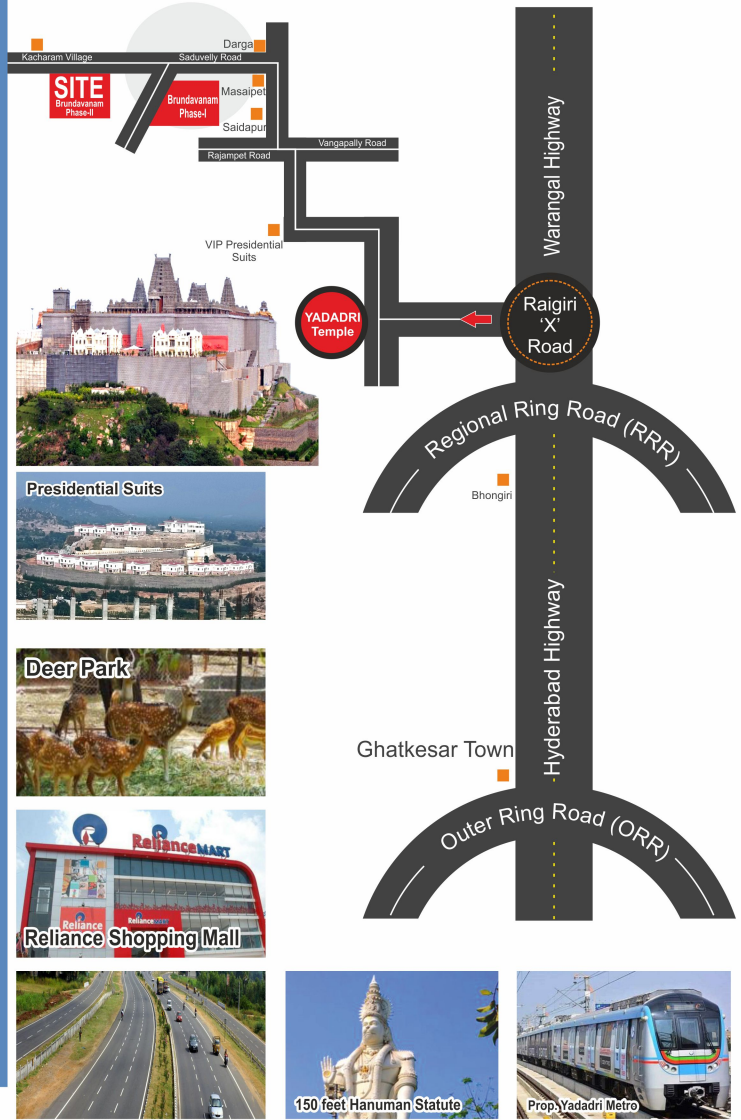 Darga
Kacharam Village
Saduvelly Road
SITE
Brundavanam
Phase-II
Brundavanam
Phase-I
Masaipet
Saidapur
Vangapally Road
Rajampet Road
VIP Presidential
Suits
YADADRI
Temple
Warangal Highway
Raigiri
‘X’
Road
Regional Ring Road (RRR)
Bhongiri
Hyderabad Highway
Ghatkesar Town
Outer Ring Road (ORR)
Presidential Suits
Deer Park
RelianceMART
Reliance
Reliance
Reliance Shopping Mall
150 feet Hanuman Statute
Prop. Yadadri Metro